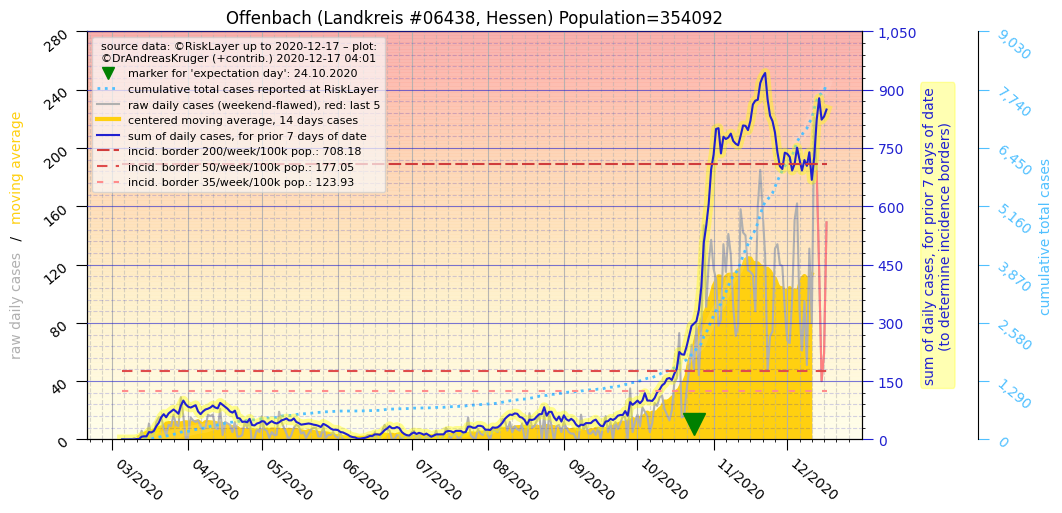 Offenbach (Landkreis #06438, Hessen) Population=354092
source data: ©RiskLayer up to 2020-12-17 – plot:
©DrAndreasKruger (+contrib.) 2020-12-17 04:01
marker for 'expectation day': 24.10.2020
cumulative total cases reported at RiskLayer
raw daily cases (weekend-flawed), red: last 5
centered moving average, 14 days cases
sum of daily cases, for prior 7 days of date
incid. border 200/week/100k pop.: 708.18
incid. border 50/week/100k pop.: 177.05
incid. border 35/week/100k pop.: 123.93
raw daily cases / moving average
280
240
200
160
120
80
40
0
03/2020
04/2020
05/2020
06/2020
07/2020
08/2020
09/2020
10/2020
11/2020
12/2020
1,050
900
750
600
450
300
150
0
sum of daily cases, for prior 7 days of date
(to determine incidence borders)
9,030
7,740
6,450
5,160
3,870
2,580
1,290
0
cumulative total cases